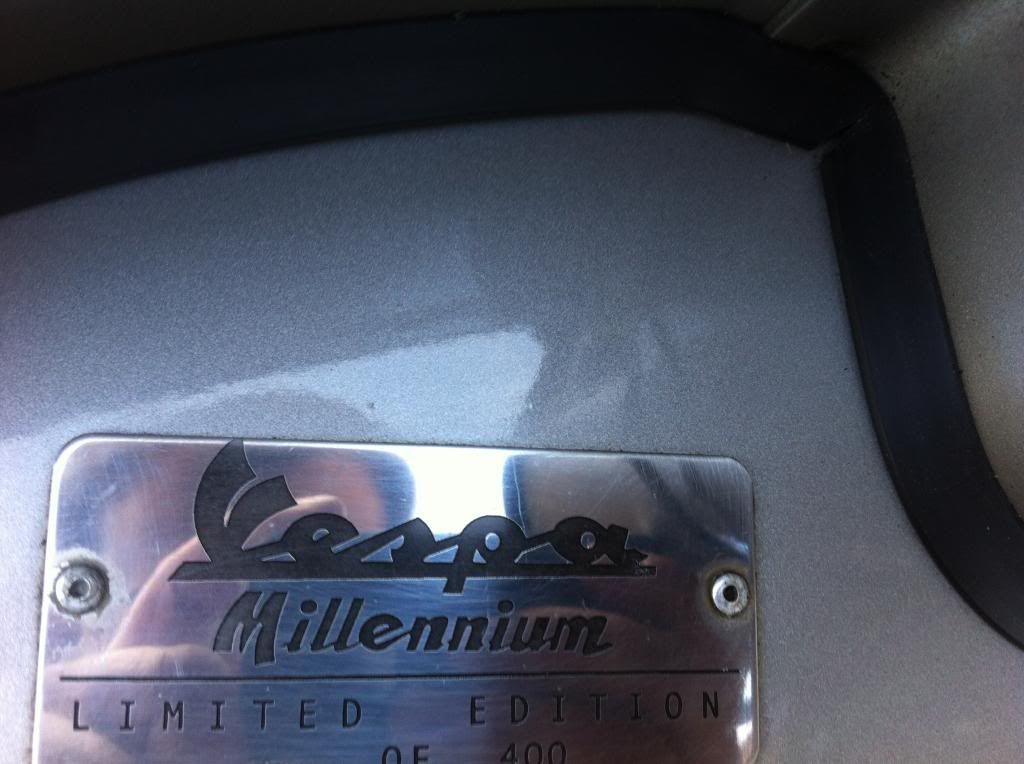 Vespa
Millennium
LIMITED EDITION
OF 400